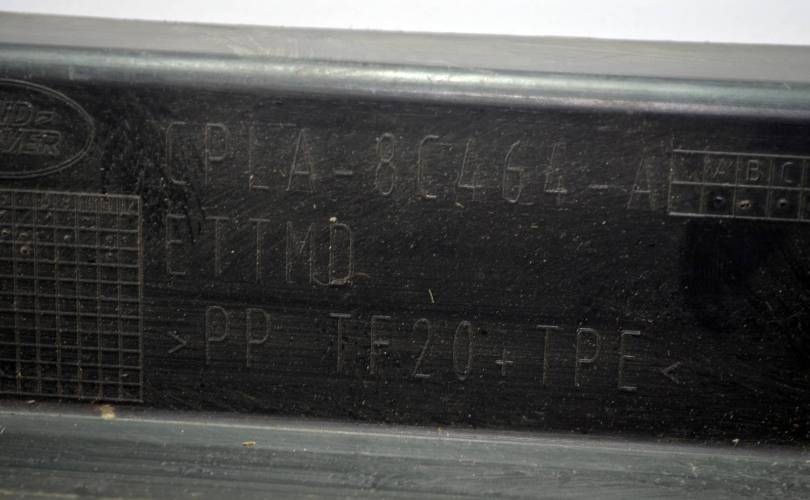 CPLA-8C464-A
A B C
ETTMD
>PP TF20+TPE<